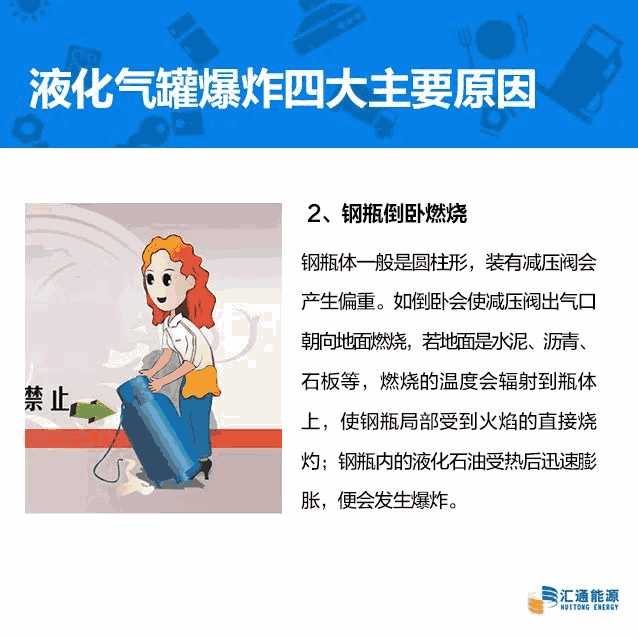 液化气罐爆炸四大主要原因
2、钢瓶倒卧燃烧
钢瓶体一般是圆柱形，装有减压阀会
产生偏重。如倒卧会使减压阀出气口
朝向地面燃烧，若地面是水泥、沥青、
石板等，燃烧的温度会辐射到瓶体
上，使钢瓶局部受到火焰的直接烧
灼；钢瓶内的液化石油受热后迅速膨
胀，便会发生爆炸。
禁止
汇通能源
HUITONG ENERGY